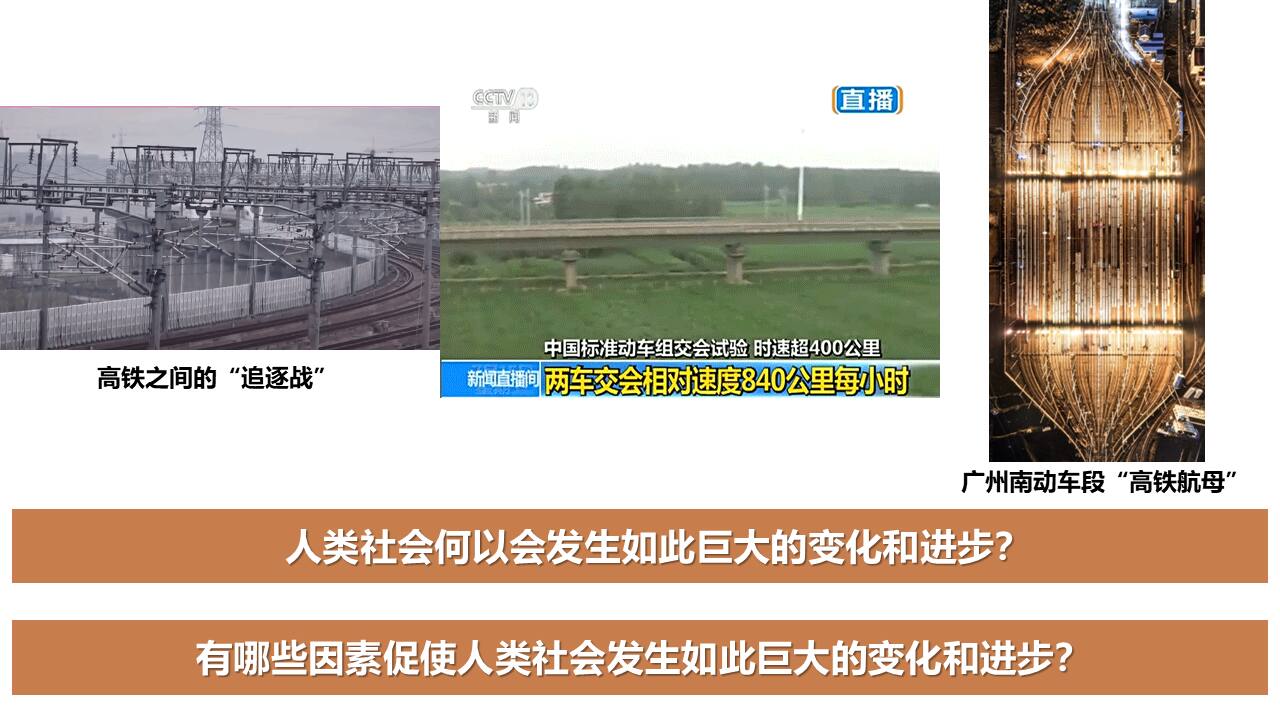 CCTV 13
新闻
直播
中国标准动车组交会试验 时速超400公里
新闻直播间
两车交会相对速度840公里每小时
高铁之间的“追逐战”
广州南动车段“高铁航母”
人类社会何以会发生如此巨大的变化和进步？
有哪些因素促使人类社会发生如此巨大的变化和进步？